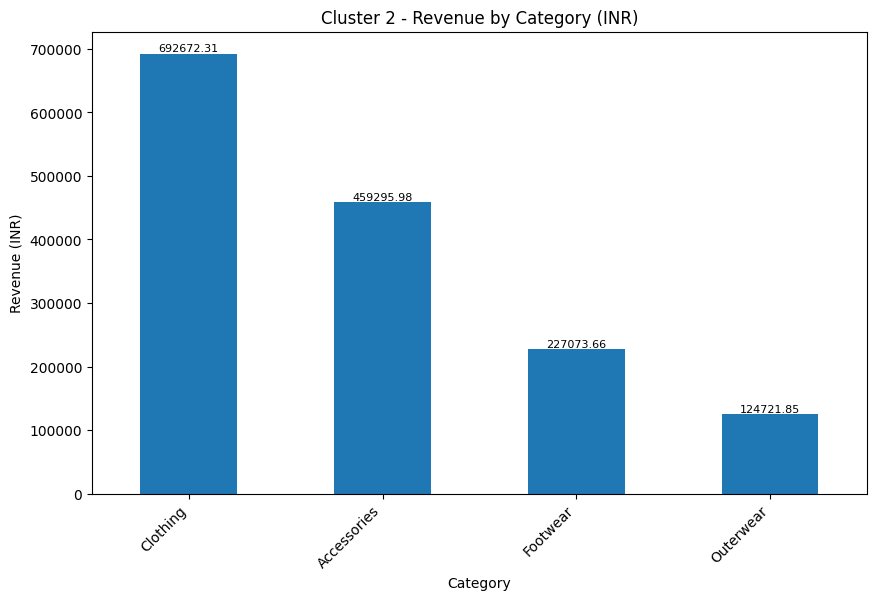 Cluster 2 - Revenue by Category (INR)
Revenue (INR)
700000
600000
500000
400000
300000
200000
100000
0
692672.31
459295.98
227073.66
124721.85
Clothing
Accessories
Footwear
Outerwear
Category